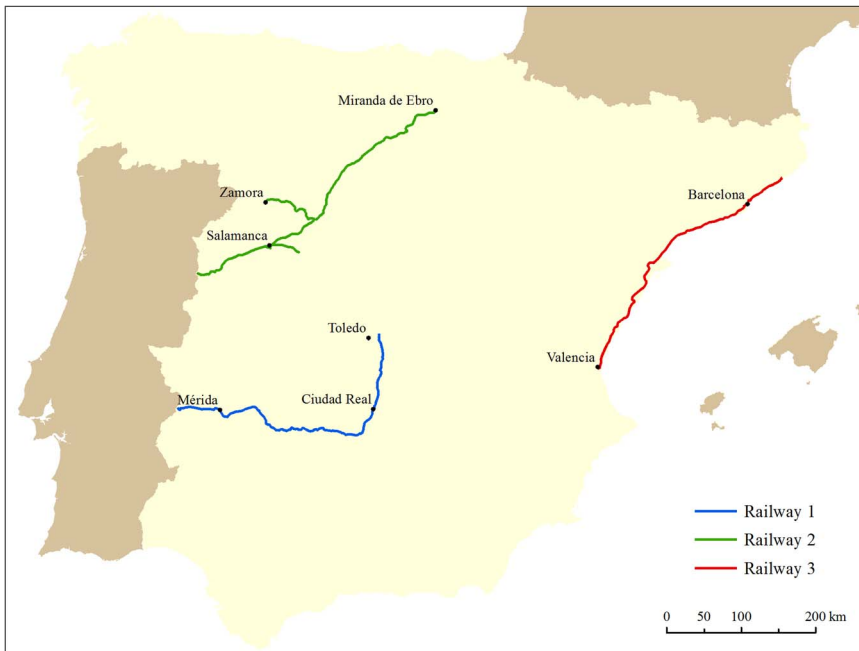 Miranda de Ebro
Zamora
Barcelona
Salamanca
Toledo
Valencia
Mérida
Ciudad Real
Railway 1
Railway 2
Railway 3
0 50 100 200 km